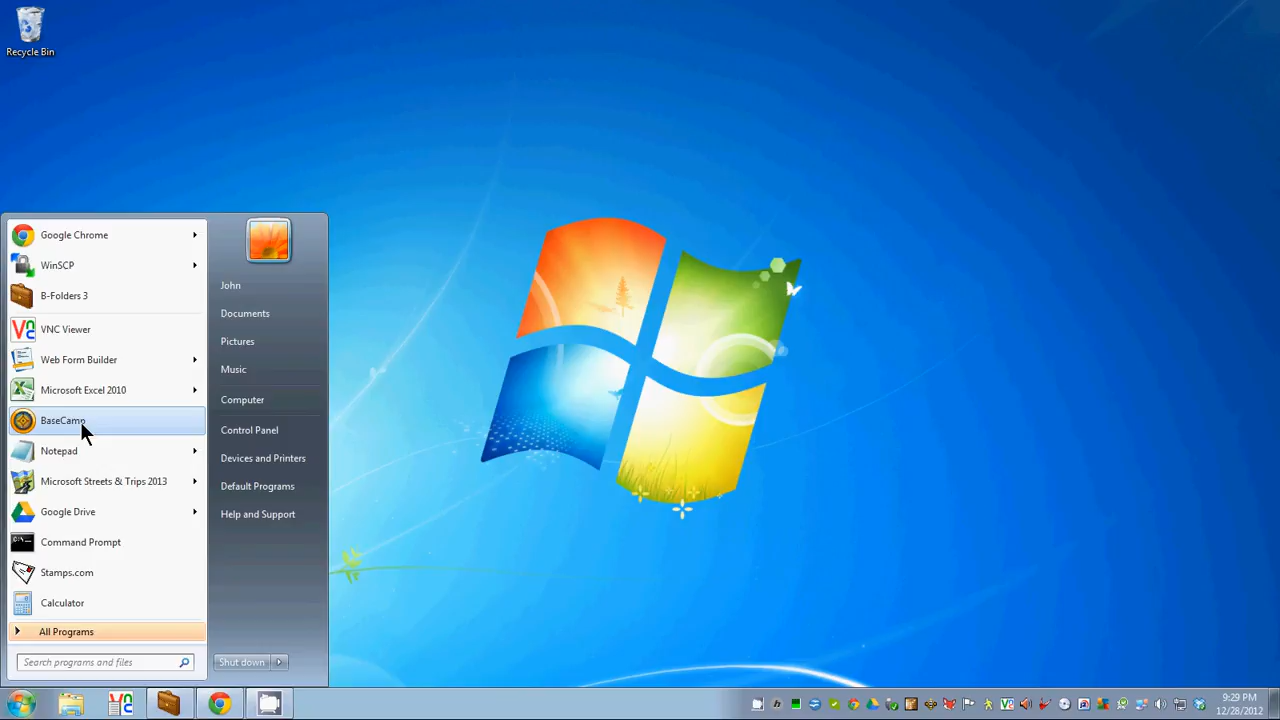 Recycle Bin
Google Chrome
WinSCP
B-Folders 3
VNC Viewer
Web Form Builder
Microsoft Excel 2010
BaseCamp
Notepad
Microsoft Streets & Trips 2013
Google Drive
Command Prompt
Stamps.com
Calculator
All Programs
Search programs and files
John
Documents
Pictures
Music
Computer
Control Panel
Devices and Printers
Default Programs
Help and Support
Shut down
9:29 PM
12/28/2012